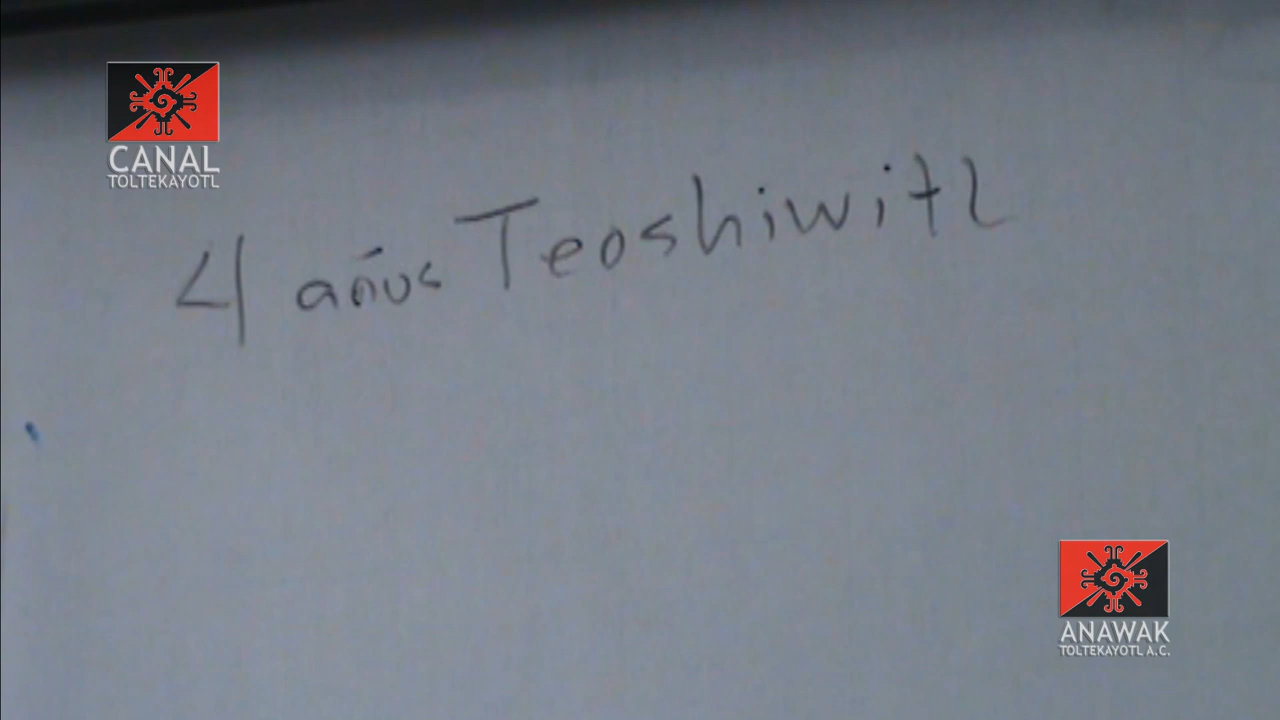 CANAL
TOLTEKAYOTL
4 años Teoshiwitl
ANAWAK
TOLTEKAYOTL A.C.